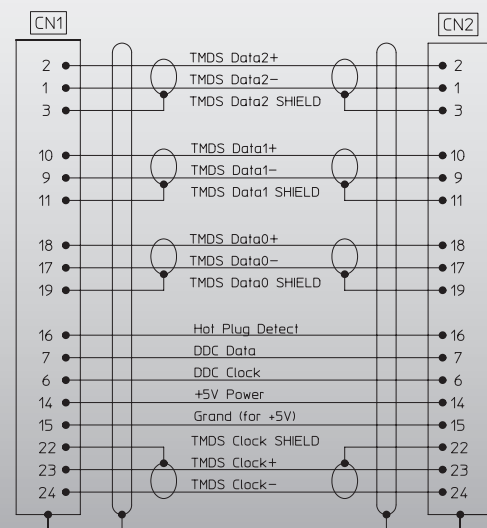 CN1 CN2
2 TMDS Data2+ 2
1 TMDS Data2− 1
3 TMDS Data2 SHIELD 3
10 TMDS Data1+ 10
9 TMDS Data1− 9
11 TMDS Data1 SHIELD 11
18 TMDS Data0+ 18
17 TMDS Data0− 17
19 TMDS Data0 SHIELD 19
16 Hot Plug Detect 16
7 DDC Data 7
6 DDC Clock 6
14 +5V Power 14
15 Grand (for +5V) 15
22 TMDS Clock SHIELD 22
23 TMDS Clock+ 23
24 TMDS Clock− 24